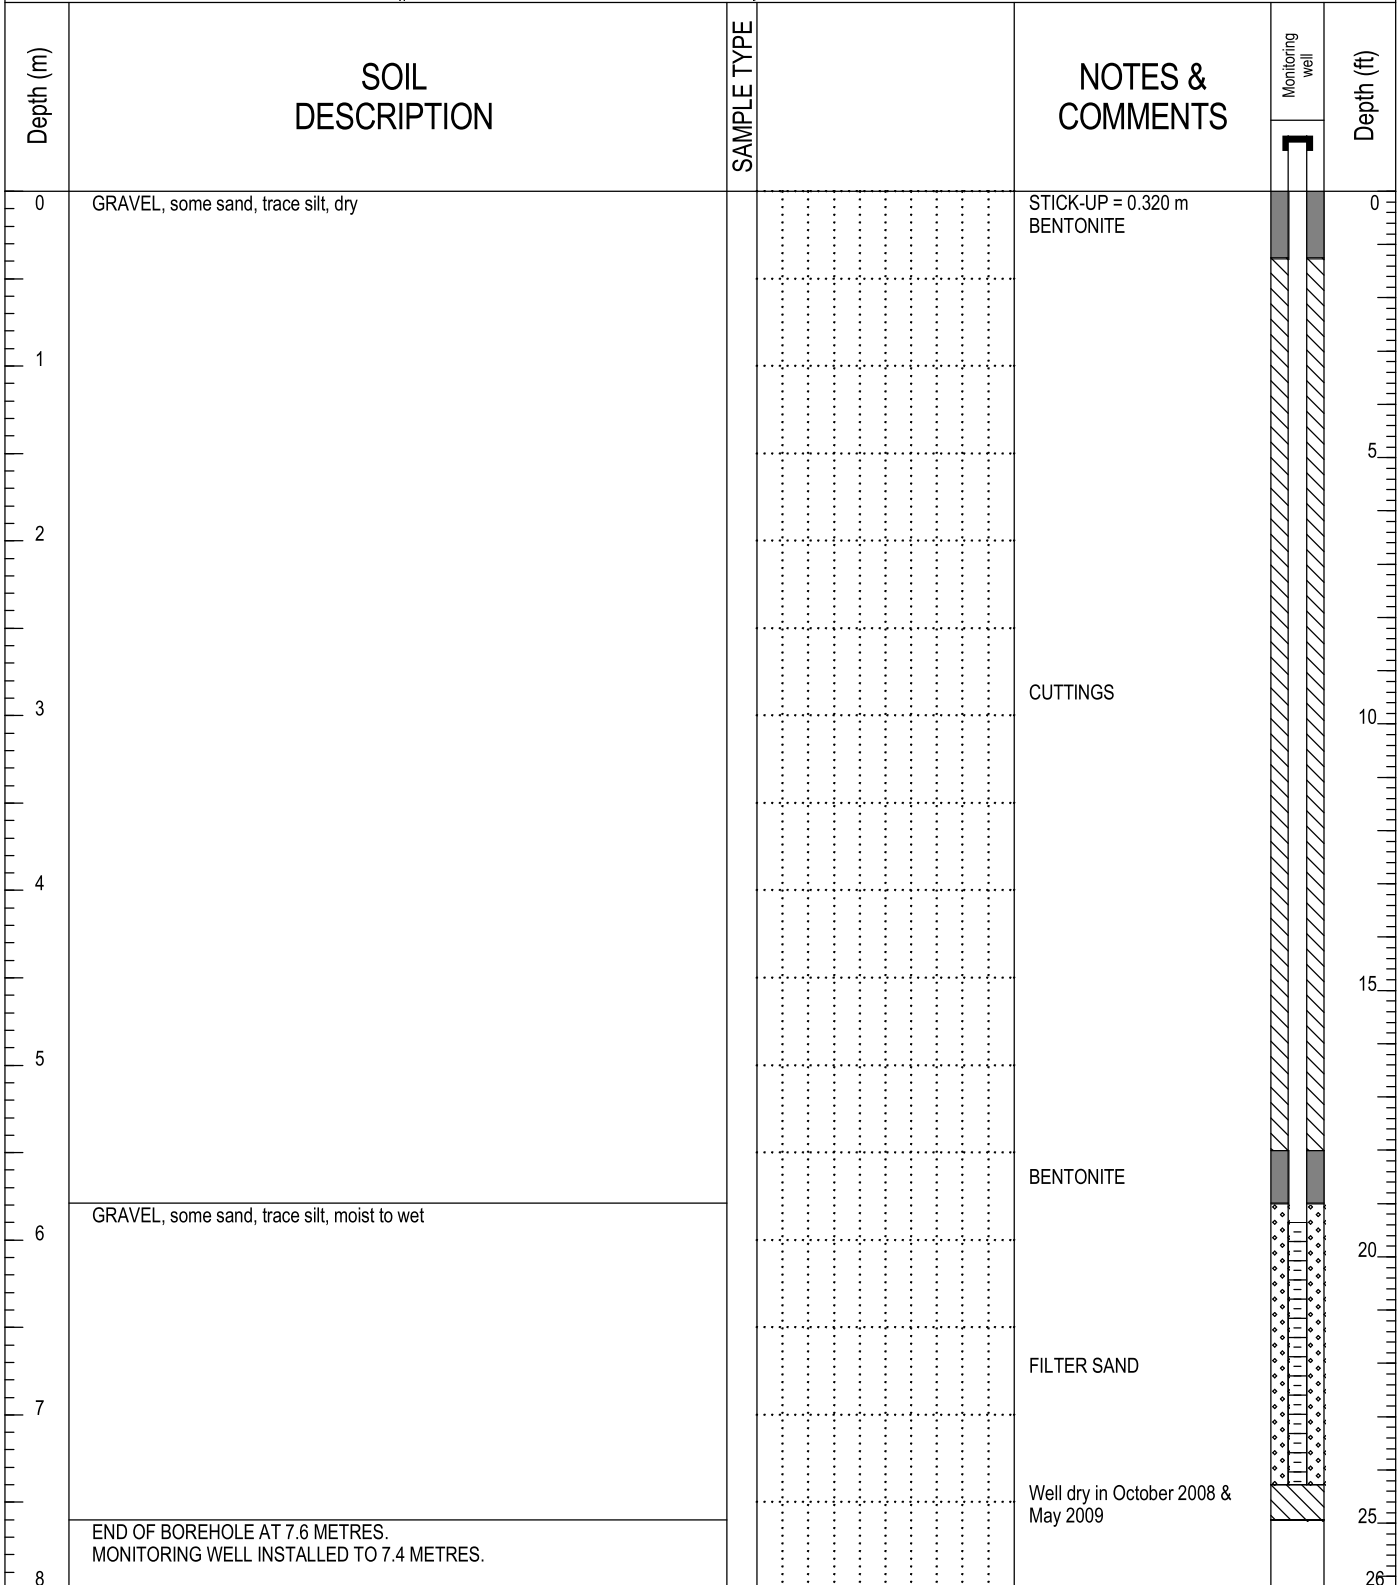 Depth (m)
SOIL
DESCRIPTION
SAMPLE TYPE
NOTES &
COMMENTS
Monitoring
well
Depth (ft)
0
GRAVEL, some sand, trace silt, dry
STICK-UP = 0.320 m
0
BENTONITE
1
5
2
CUTTINGS
3
10
4
15
5
BENTONITE
GRAVEL, some sand, trace silt, moist to wet
6
20
FILTER SAND
7
Well dry in October 2008 &
May 2009
25
END OF BOREHOLE AT 7.6 METRES.
MONITORING WELL INSTALLED TO 7.4 METRES.
8
26